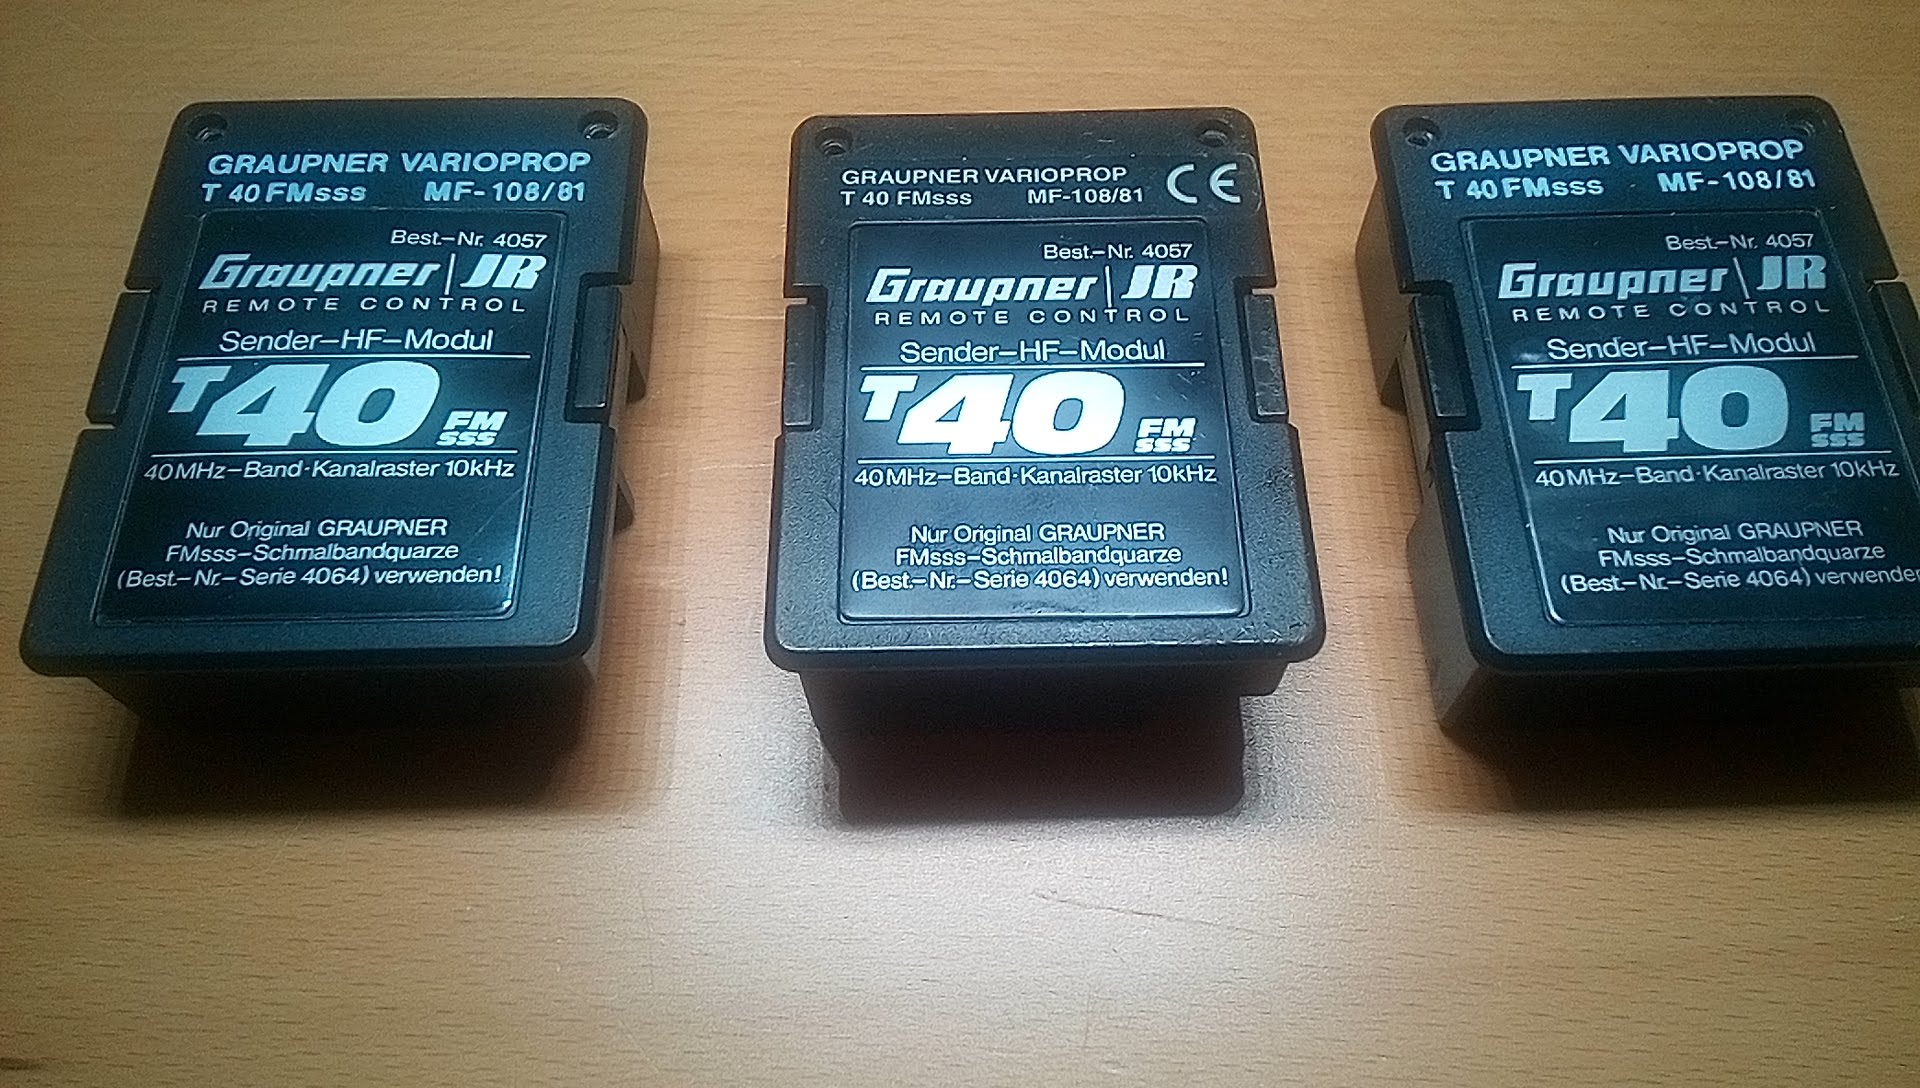 GRAUPNER VARIOPROP
T 40 FMsss MF-108/81
Best.-Nr. 4057
Graupner|JR
REMOTE CONTROL
Sender-HF-Modul
T40 FM
sss
40MHz-Band·Kanalraster 10kHz
Nur Original GRAUPNER
FMsss-Schmalbandquarze
(Best.-Nr.-Serie 4064) verwenden!
GRAUPNER VARIOPROP CE
T 40 FMsss MF-108/81
Best.-Nr. 4057
Graupner|JR
REMOTE CONTROL
Sender-HF-Modul
T40 FM
sss
40MHz-Band·Kanalraster 10kHz
Nur Original GRAUPNER
FMsss-Schmalbandquarze
(Best.-Nr.-Serie 4064) verwenden!
GRAUPNER VARIOPROP
T 40 FMsss MF-108/81
Best.-Nr. 4057
Graupner|JR
REMOTE CONTROL
Sender-HF-Modul
T40 FM
sss
40MHz-Band·Kanalraster 10kHz
Nur Original GRAUPNER
FMsss-Schmalbandquarze
(Best.-Nr.-Serie 4064) verwenden